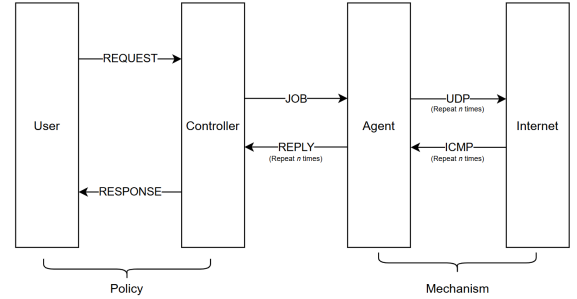 REQUEST
JOB
UDP
(Repeat n times)
User
Controller
Agent
Internet
REPLY
(Repeat n times)
ICMP
(Repeat n times)
RESPONSE
Policy
Mechanism